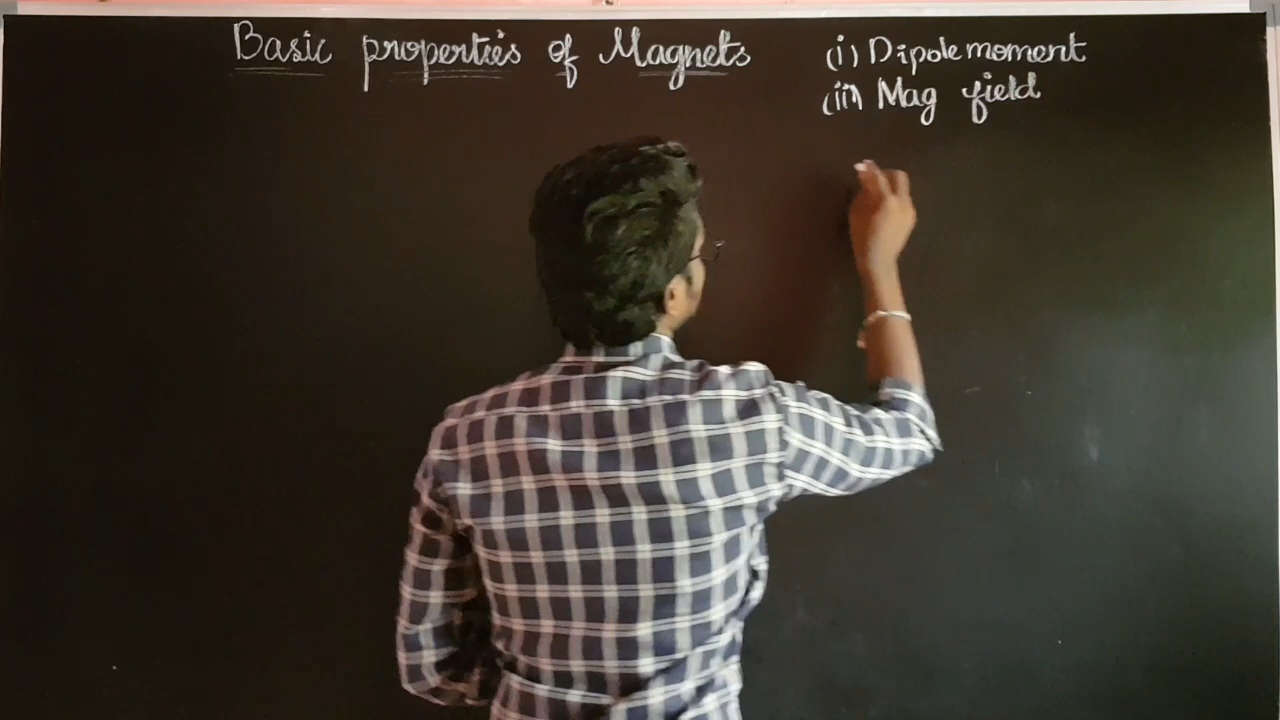 Basic properties of Magnets
(i) Dipole moment
(ii) Mag field